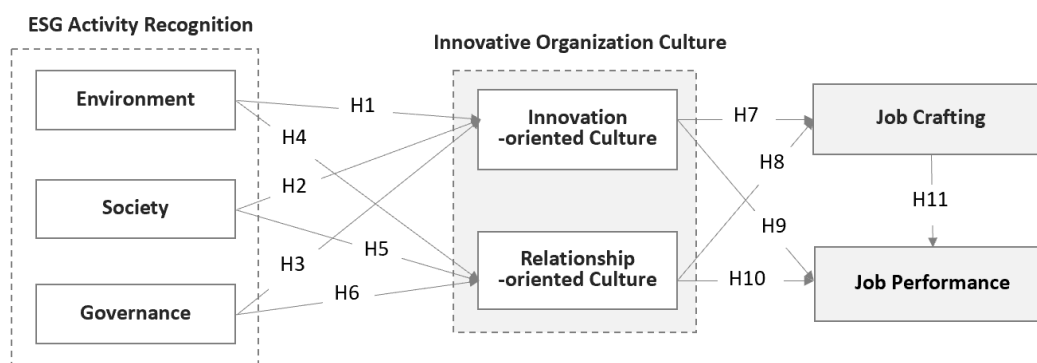 ESG Activity Recognition
Innovative Organization Culture
Environment
H1
H4
Innovation
-oriented Culture
H7
Job Crafting
H8
H2
Society
H11
H9
H5
H3
Relationship
-oriented Culture
H6
H10
Job Performance
Governance